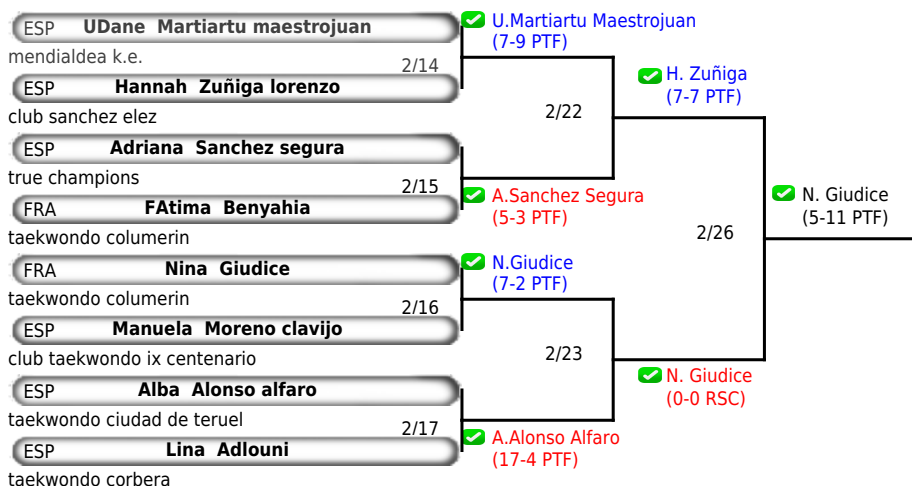 ESP UDane Martiartu maestrojuan
mendialdea k.e.
2/14
ESP Hannah Zuñiga lorenzo
club sanchez elez
ESP Adriana Sanchez segura
true champions
2/15
FRA FAtima Benyahia
taekwondo columerin
FRA Nina Giudice
taekwondo columerin
2/16
ESP Manuela Moreno clavijo
club taekwondo ix centenario
ESP Alba Alonso alfaro
taekwondo ciudad de teruel
2/17
ESP Lina Adlouni
taekwondo corbera
U.Martiartu Maestrojuan
(7-9 PTF)
2/22
A.Sanchez Segura
(5-3 PTF)
N.Giudice
(7-2 PTF)
2/23
A.Alonso Alfaro
(17-4 PTF)
H. Zuñiga
(7-7 PTF)
2/26
N. Giudice
(0-0 RSC)
N. Giudice
(5-11 PTF)